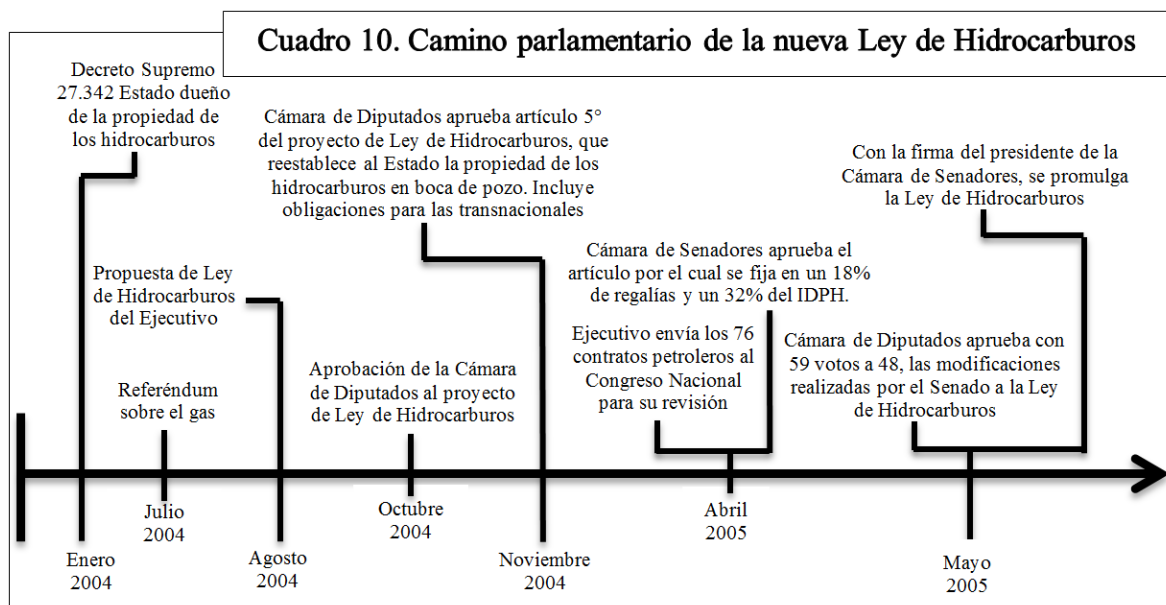 Cuadro 10. Camino parlamentario de la nueva Ley de Hidrocarburos
Decreto Supremo
27.342 Estado dueño
de la propiedad de
los hidrocarburos
Cámara de Diputados aprueba artículo 5°
del proyecto de Ley de Hidrocarburos, que
reestablece al Estado la propiedad de los
hidrocarburos en boca de pozo. Incluye
obligaciones para las transnacionales
Con la firma del presidente de la
Cámara de Senadores, se promulga
la Ley de Hidrocarburos
Propuesta de Ley
de Hidrocarburos
del Ejecutivo
Cámara de Senadores aprueba el
artículo por el cual se fija en un 18%
de regalías y un 32% del IDPH.
Referéndum
sobre el gas
Aprobación de la Cámara
de Diputados al proyecto
de Ley de Hidrocarburos
Ejecutivo envía los 76
contratos petroleros al
Congreso Nacional
para su revisión
Cámara de Diputados aprueba con
59 votos a 48, las modificaciones
realizadas por el Senado a la Ley
de Hidrocarburos
Enero
2004
Julio
2004
Agosto
2004
Octubre
2004
Noviembre
2004
Abril
2005
Mayo
2005